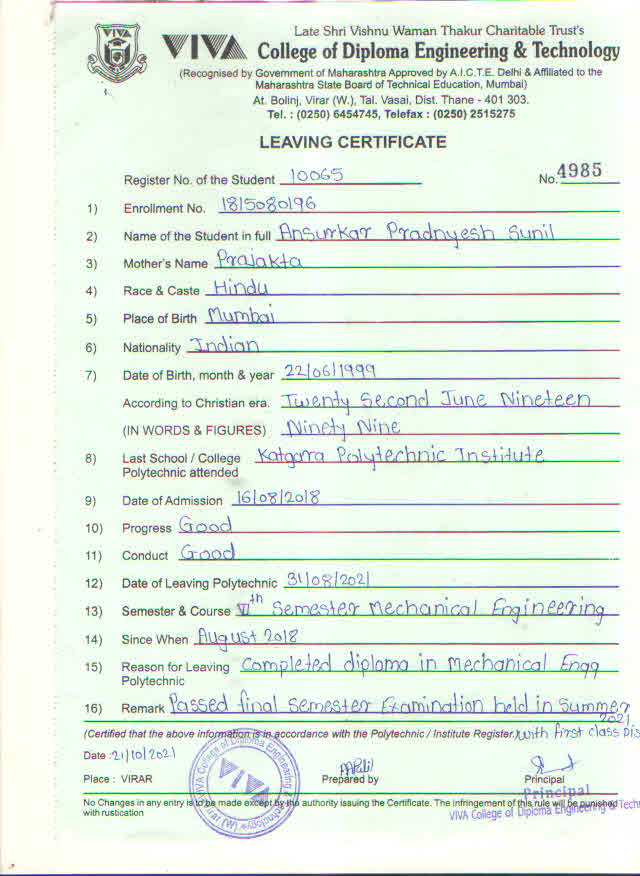 Late Shri Vishnu Waman Thakur Charitable Trust's
VIVA College of Diploma Engineering & Technology
(Recognised by Government of Maharashtra Approved by A.I.C.T.E. Delhi & Affiliated to the
Maharashtra State Board of Technical Education, Mumbai)
At. Bolinj, Virar (W.), Tal. Vasai, Dist. Thane - 401 303.
Tel. : (0250) 6454745, Telefax : (0250) 2515275
LEAVING CERTIFICATE
Register No. of the Student 10065 No. 4985
1) Enrollment No. 1815080196
2) Name of the Student in full Ansurkar Pradnyesh Sunil
3) Mother's Name Prajakta
4) Race & Caste Hindu
5) Place of Birth Mumbai
6) Nationality Indian
7) Date of Birth, month & year 22/06/1999
According to Christian era. Twenty Second June Nineteen
(IN WORDS & FIGURES) Ninety Nine
8) Last School / College Katgara Polytechnic Institute
Polytechnic attended
9) Date of Admission 16/08/2018
10) Progress Good
11) Conduct Good
12) Date of Leaving Polytechnic 31/08/2021
13) Semester & Course VIth Semester Mechanical Engineering
14) Since When August 2018
15) Reason for Leaving Completed diploma in Mechanical Engg
Polytechnic
16) Remark Passed final semester Examination held in Summer
2021
(Certified that the above information is in accordance with the Polytechnic / Institute Register.) with first class Dis
Date : 21/10/2021
Place : VIRAR Prepared by Principal
Principal
No Changes in any entry is to be made except by the authority issuing the Certificate. The infringement of this rule will be punished
with rustication
VIVA College of Diploma Engineering & Tech
VIVA College of Diploma Engineering & Technology
VIVA
Virar (W)